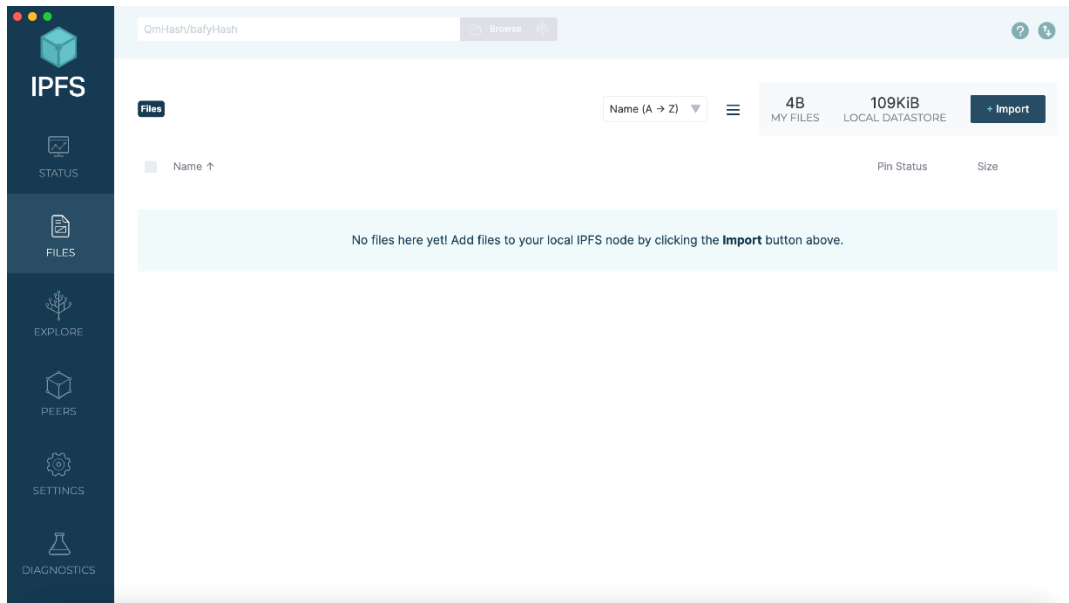 IPFS
STATUS
FILES
EXPLORE
PEERS
SETTINGS
DIAGNOSTICS
QmHash/bafyHash
Browse
?
Files
Name (A → Z)
4B
MY FILES
109KiB
LOCAL DATASTORE
+ Import
Name ↑
Pin Status
Size
No files here yet! Add files to your local IPFS node by clicking the Import button above.